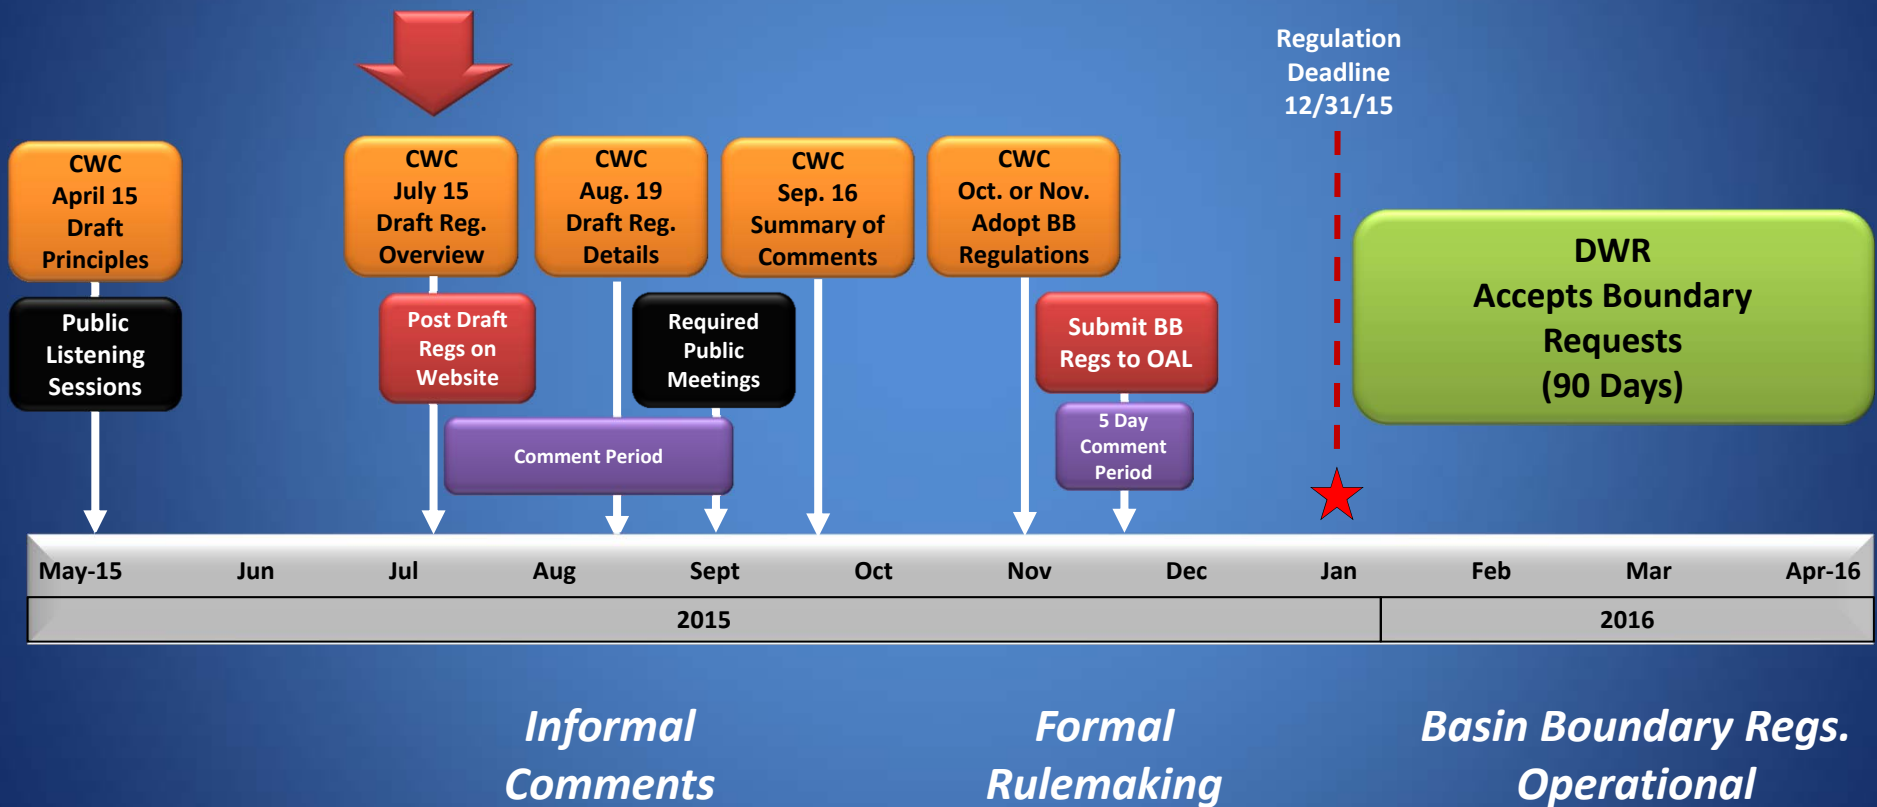 Regulation
Deadline
12/31/15
CWC
April 15
Draft
Principles
Public
Listening
Sessions
CWC
July 15
Draft Reg.
Overview
Post Draft
Regs on
Website
CWC
Aug. 19
Draft Reg.
Details
Required
Public
Meetings
Comment Period
CWC
Sep. 16
Summary of
Comments
CWC
Oct. or Nov.
Adopt BB
Regulations
Submit BB
Regs to OAL
5 Day
Comment
Period
DWR
Accepts Boundary
Requests
(90 Days)
May-15 Jun Jul Aug Sept Oct Nov Dec Jan Feb Mar Apr-16
2015 2016
Informal
Comments
Formal
Rulemaking
Basin Boundary Regs.
Operational